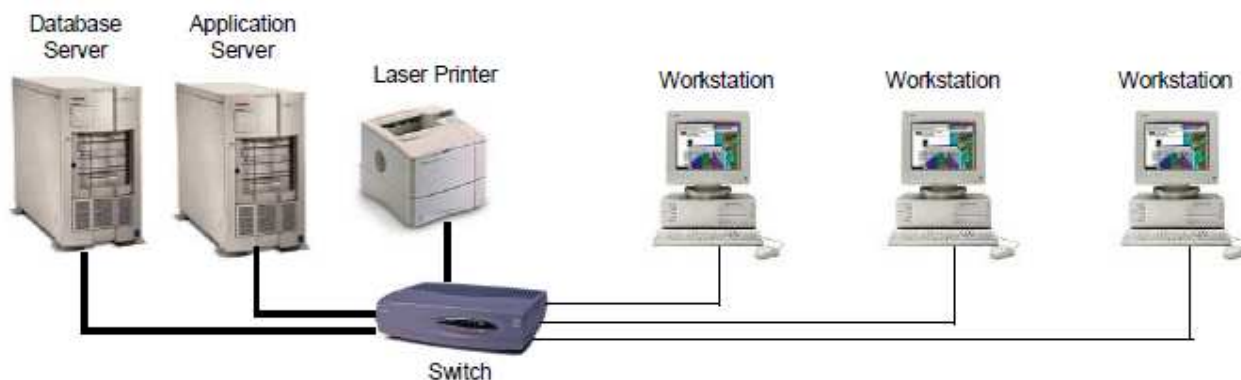 Database
Server
Application
Server
Laser Printer
Workstation
Workstation
Workstation
Switch